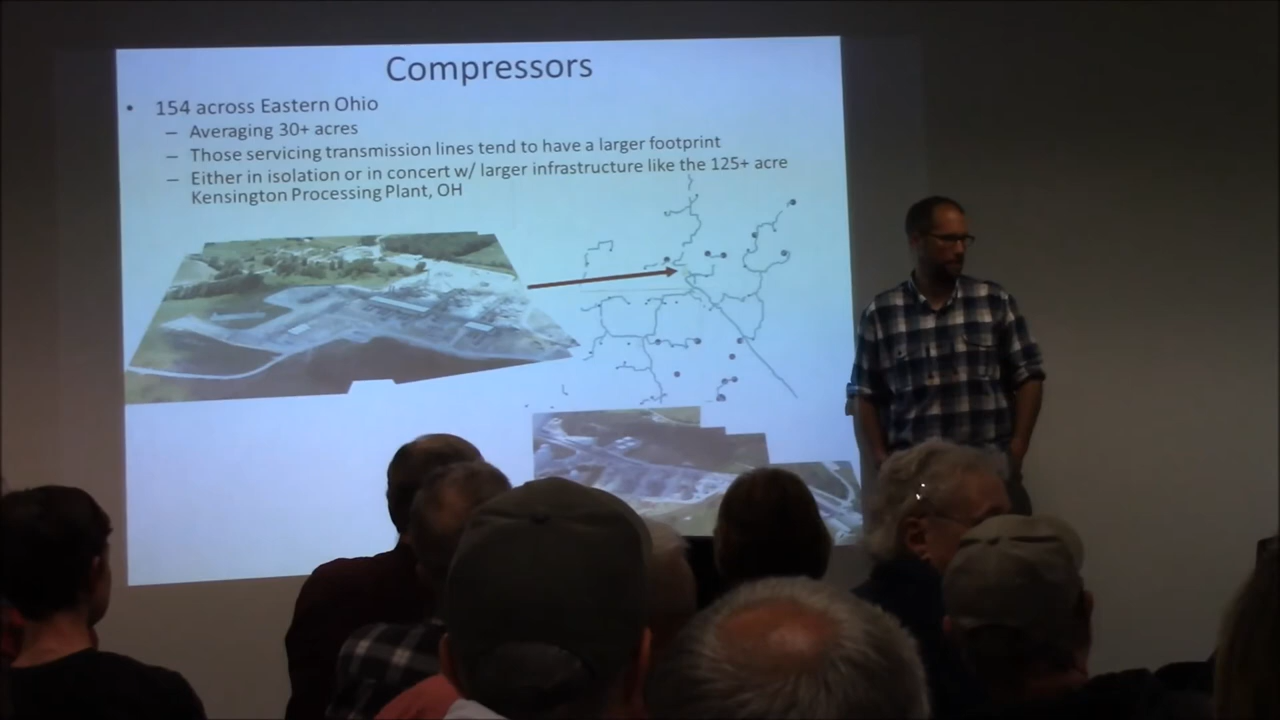 Compressors
• 154 across Eastern Ohio
– Averaging 30+ acres
– Those servicing transmission lines tend to have a larger footprint
– Either in isolation or in concert w/ larger infrastructure like the 125+ acre
Kensington Processing Plant, OH